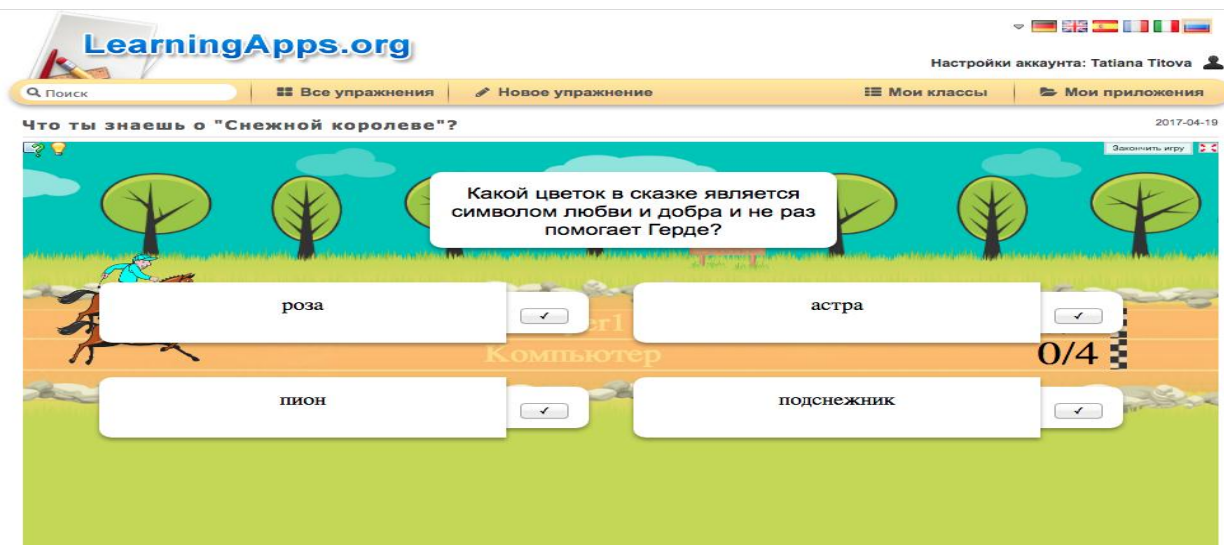 LearningApps.org
Настройки аккаунта: Tatiana Titova
Поиск
Все упражнения
Новое упражнение
Мои классы
Мои приложения
Что ты знаешь о "Снежной королеве"?
2017-04-19
Закончить игру
Какой цветок в сказке является
символом любви и добра и не раз
помогает Герде?
роза
астра
Компьютер
0/4
пион
подснежник